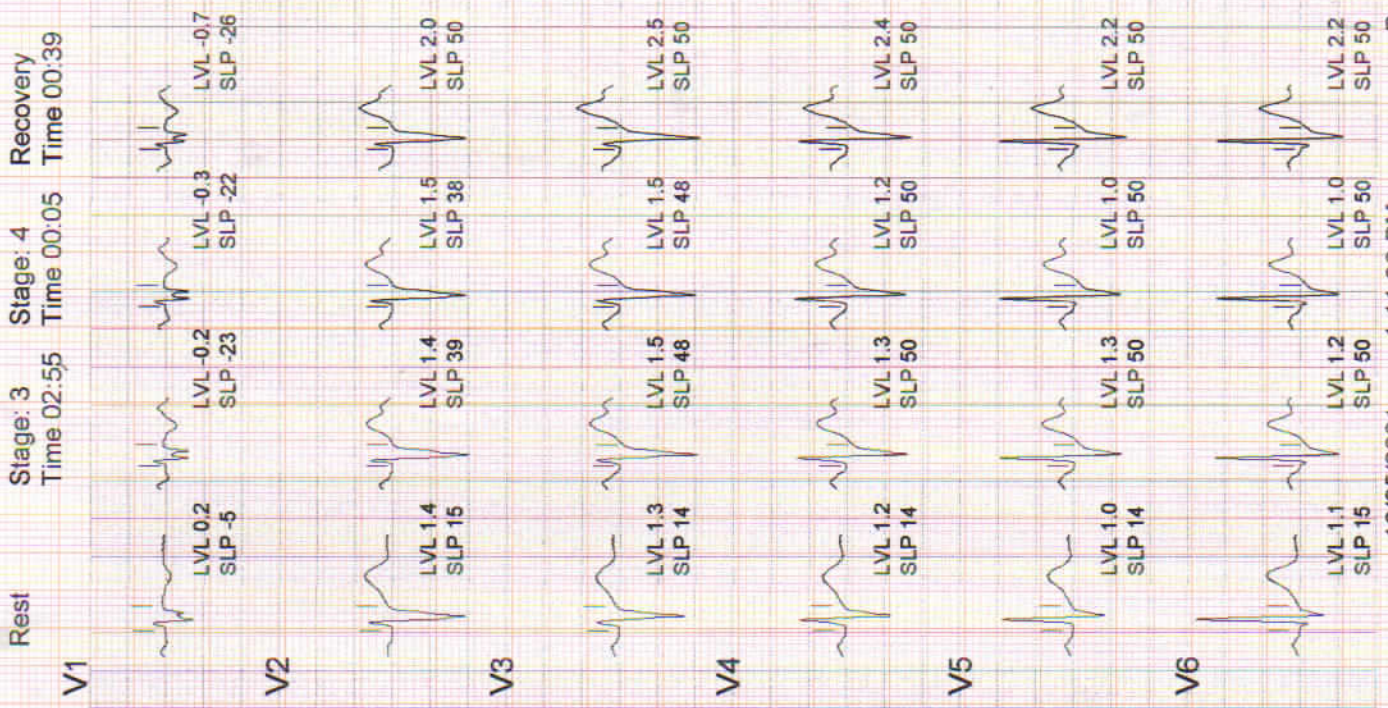 Rest Stage: 3 Stage: 4 Recovery
Time 02:55 Time 00:05 Time 00:39
V1
LVL 0.2 LVL -0.2 LVL -0.3 LVL -0.7
SLP -5 SLP -23 SLP -22 SLP -26
V2
LVL 1.4 LVL 1.4 LVL 1.5 LVL 2.0
SLP 15 SLP 39 SLP 38 SLP 50
V3
LVL 1.3 LVL 1.5 LVL 1.5 LVL 2.5
SLP 14 SLP 48 SLP 48 SLP 50
V4
LVL 1.2 LVL 1.3 LVL 1.2 LVL 2.4
SLP 14 SLP 50 SLP 50 SLP 50
V5
LVL 1.0 LVL 1.3 LVL 1.0 LVL 2.2
SLP 14 SLP 50 SLP 50 SLP 50
V6
LVL 1.1 LVL 1.2 LVL 1.0 LVL 2.2
SLP 15 SLP 50 SLP 50 SLP 50